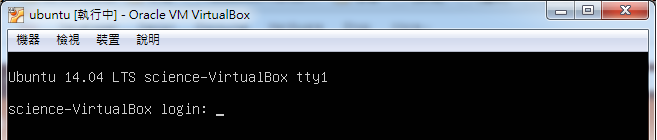 ubuntu [執行中] - Oracle VM VirtualBox
機器 檢視 裝置 說明
Ubuntu 14.04 LTS science-VirtualBox tty1
science-VirtualBox login: _